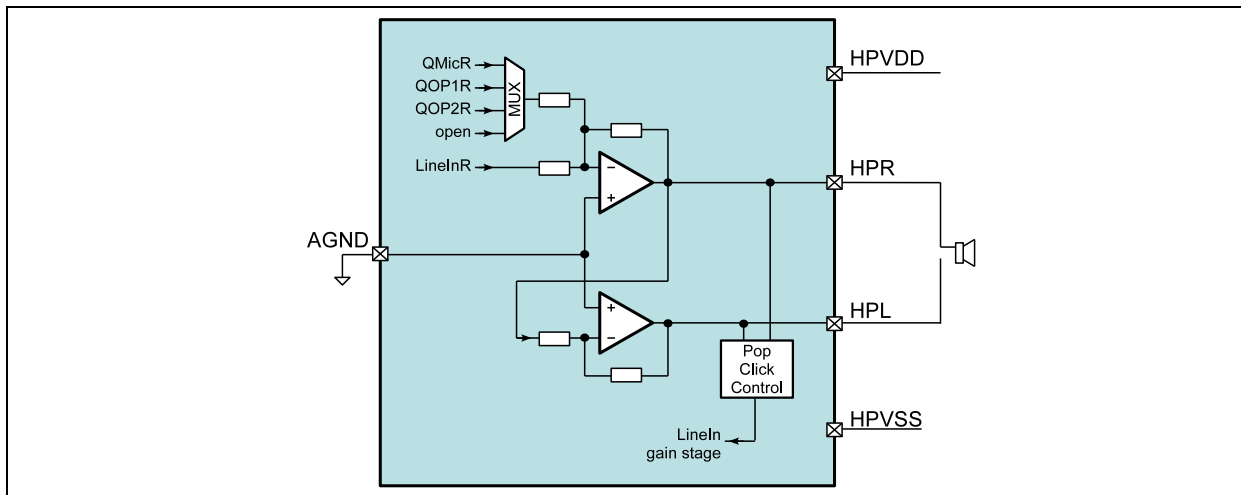 HPVDD
QMicR
QOP1R
QOP2R
open
MUX
LineInR
−
+
HPR
AGND
+
−
HPL
Pop
Click
Control
LineIn
gain stage
HPVSS